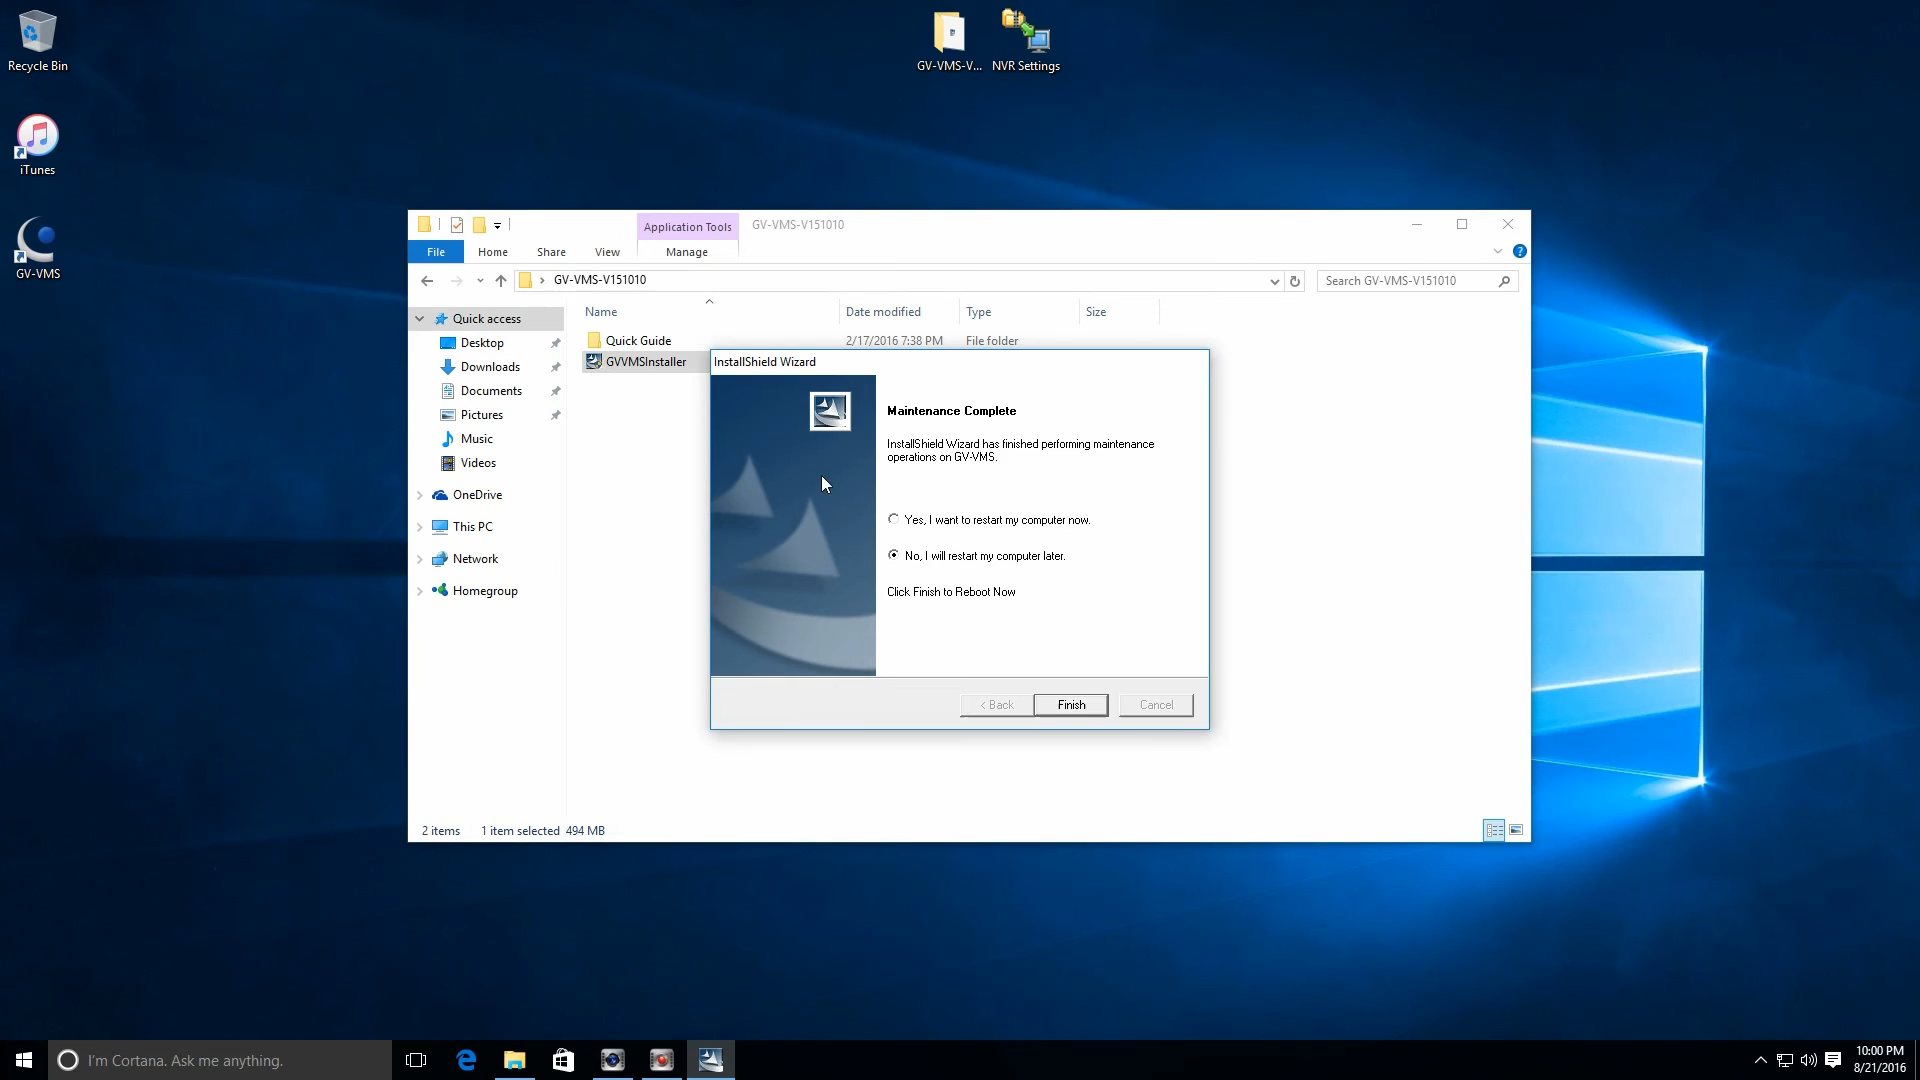 Recycle Bin
GV-VMS-V...
NVR Settings
iTunes
GV-VMS
Application Tools
GV-VMS-V151010
File
Home
Share
View
Manage
GV-VMS-V151010
Search GV-VMS-V151010
Name
Date modified
Type
Size
Quick access
Desktop
Downloads
Documents
Pictures
Music
Videos
OneDrive
This PC
Network
Homegroup
Quick Guide
2/17/2016 7:38 PM
File folder
GVVMSInstaller
InstallShield Wizard
Maintenance Complete
InstallShield Wizard has finished performing maintenance
operations on GV-VMS.
Yes, I want to restart my computer now.
No, I will restart my computer later.
Click Finish to Reboot Now
< Back
Finish
Cancel
2 items
1 item selected 494 MB
I'm Cortana. Ask me anything.
10:00 PM
8/21/2016